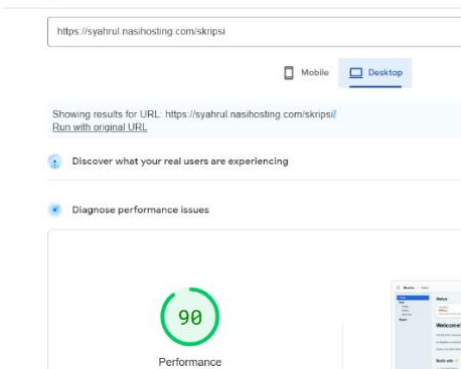 https://syahrul.nasihosting.com/skripsi
Mobile
Desktop
Showing results for URL: https://syahrul.nasihosting.com/skripsi/
Run with original URL
Discover what your real users are experiencing
Diagnose performance issues
90
Performance
Welcome